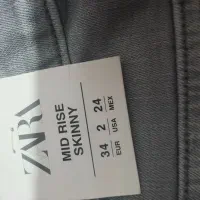 ZARA
MID RISE
SKINNY
34 2 24
EUR USA MEX